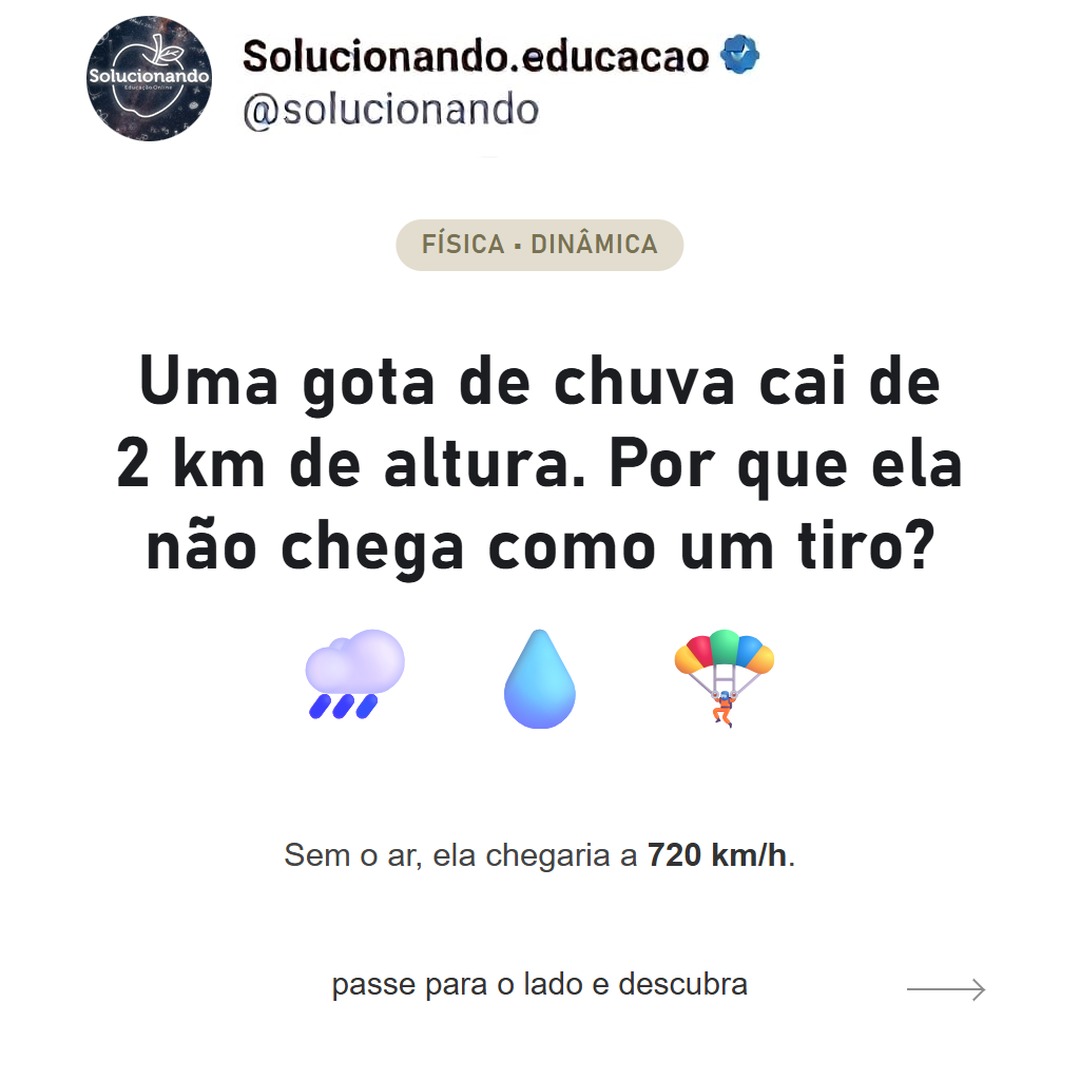 Solucionando
Educação Online
Solucionando.educacao
@solucionando
FÍSICA · DINÂMICA
Uma gota de chuva cai de
2 km de altura. Por que ela
não chega como um tiro?
Sem o ar, ela chegaria a 720 km/h.
passe para o lado e descubra